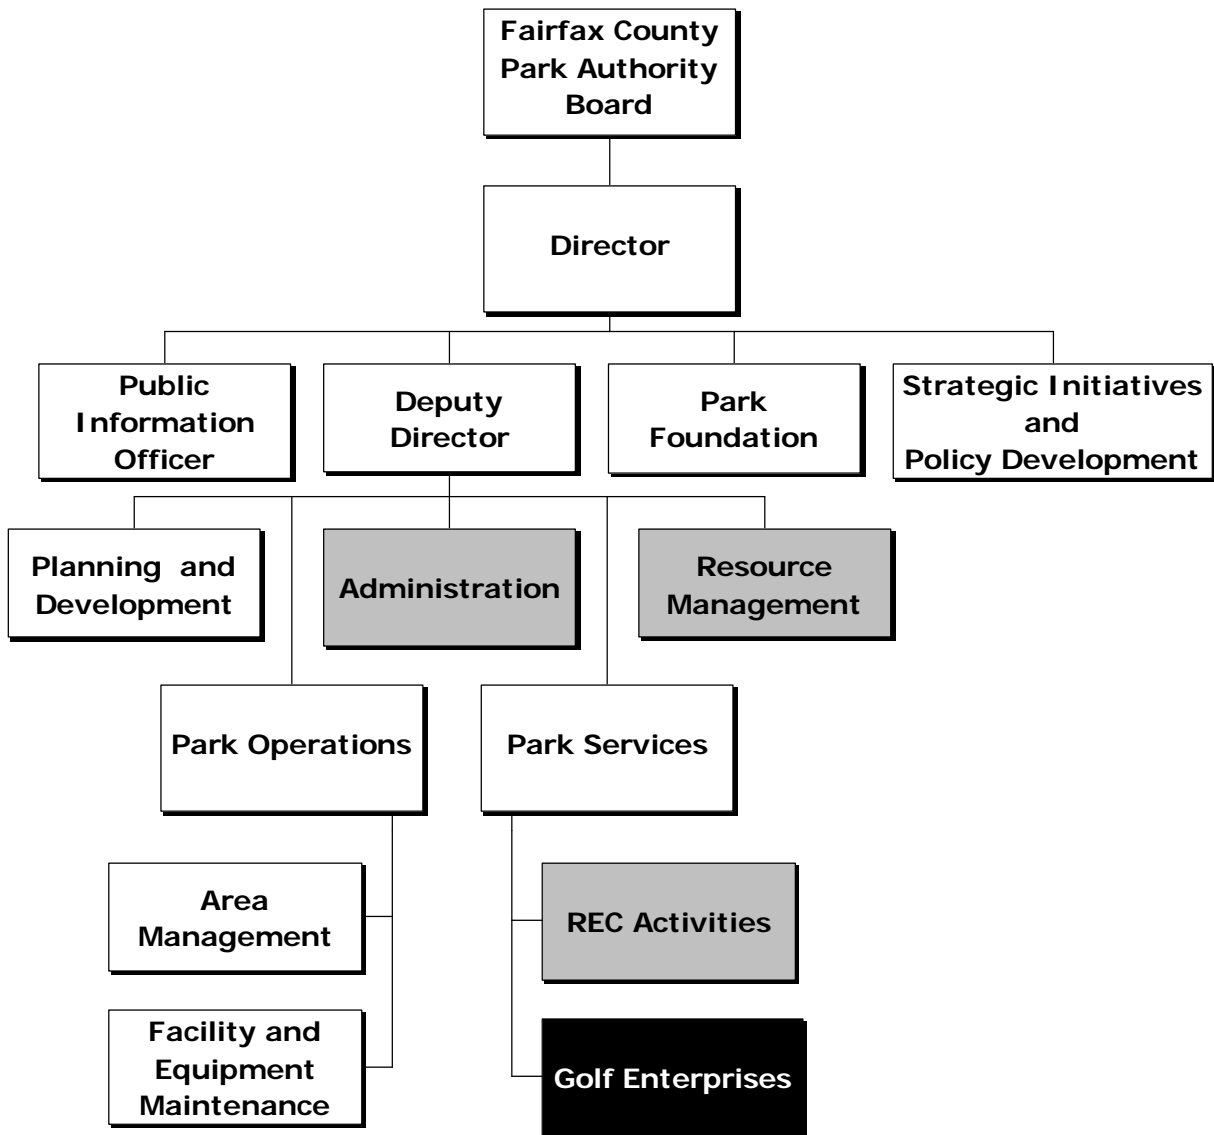 Fairfax County
Park Authority
Board
Director
Public
Information
Officer
Deputy
Director
Park
Foundation
Strategic Initiatives
and
Policy Development
Planning and
Development
Administration
Resource
Management
Park Operations
Park Services
Area
Management
REC Activities
Facility and
Equipment
Maintenance
Golf Enterprises